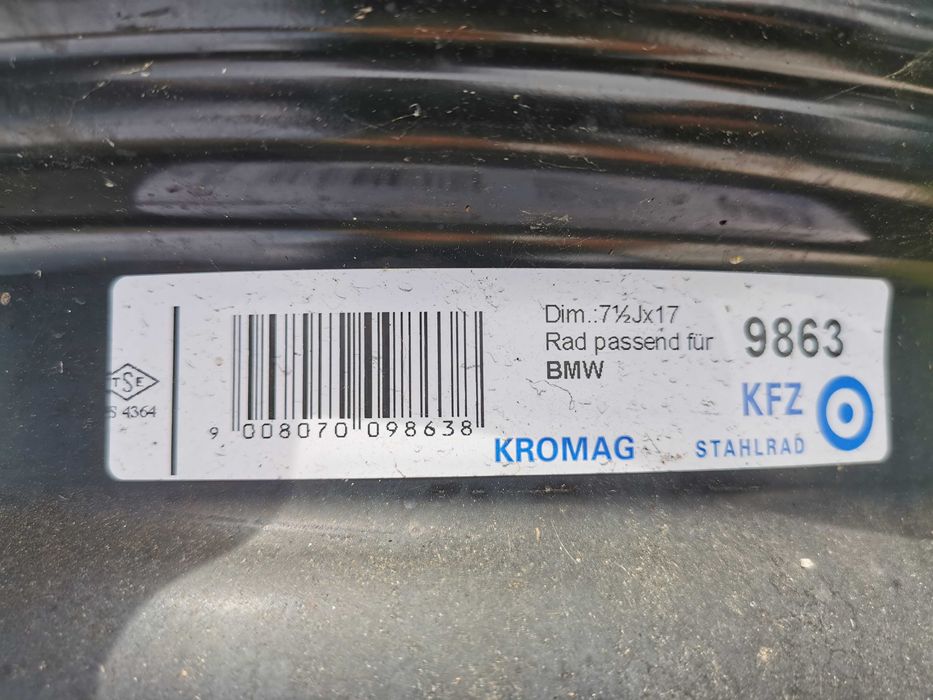 TSE
S 4364
9 008070 098638
Dim.:7½Jx17
Rad passend für
BMW
9863
KROMAG
KFZ
STAHLRAD